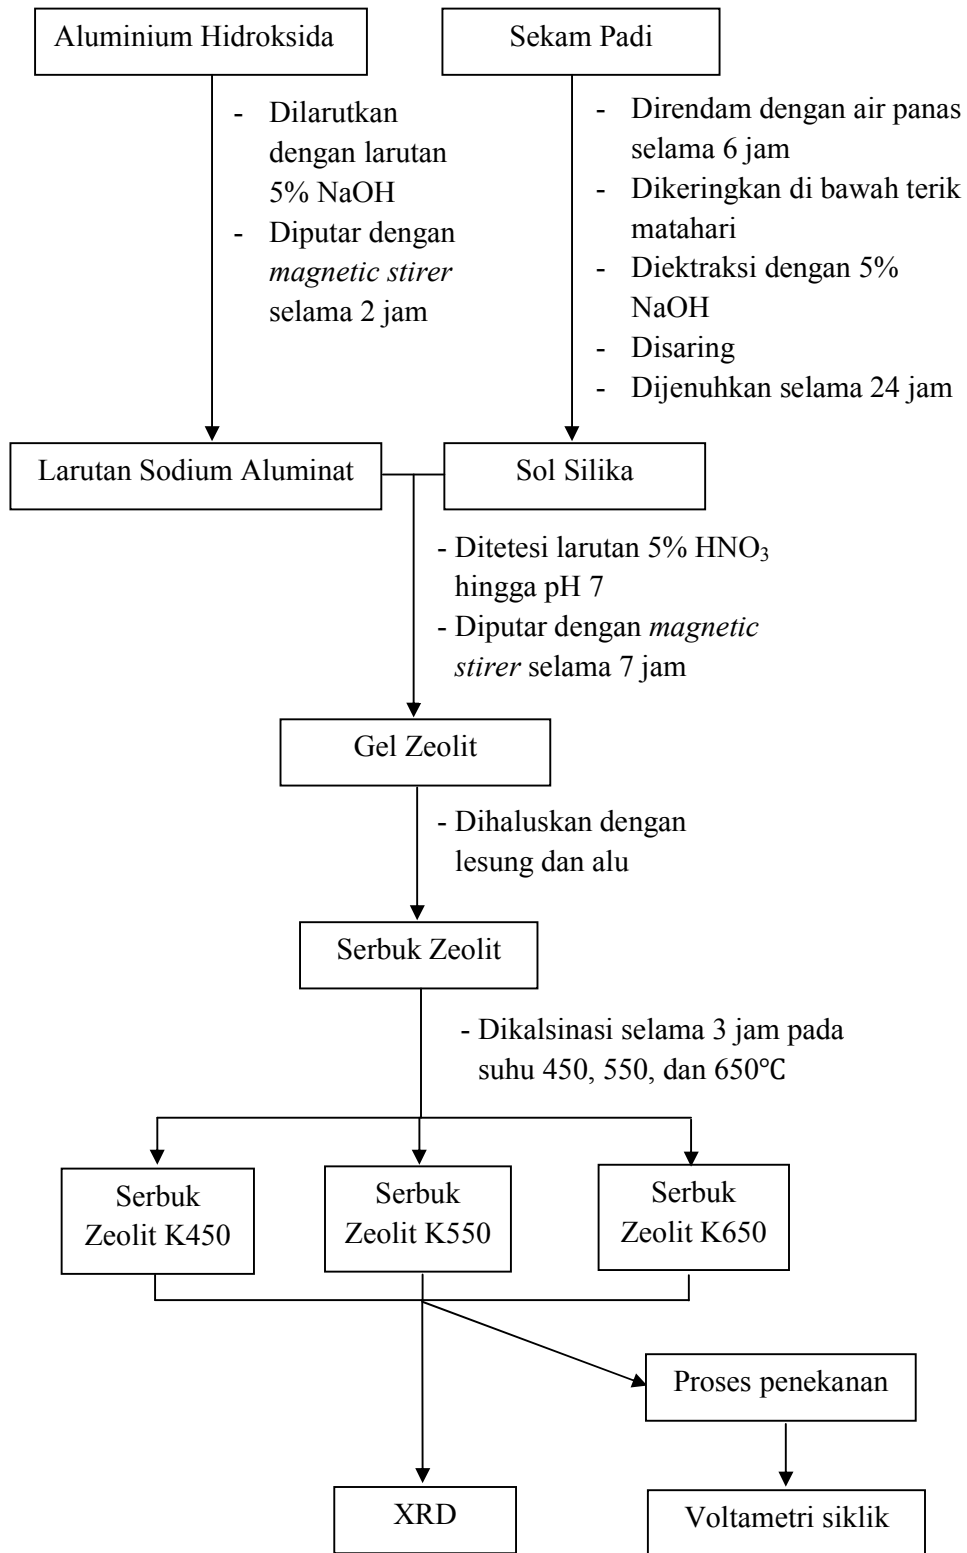 Aluminium Hidroksida
Sekam Padi
- Dilarutkan
dengan larutan
5% NaOH
- Diputar dengan
magnetic stirer
selama 2 jam
- Direndam dengan air panas
selama 6 jam
- Dikeringkan di bawah terik
matahari
- Diektraksi dengan 5%
NaOH
- Disaring
- Dijenuhkan selama 24 jam
Larutan Sodium Aluminat
Sol Silika
- Ditetesi larutan 5% HNO₃
hingga pH 7
- Diputar dengan magnetic
stirer selama 7 jam
Gel Zeolit
- Dihaluskan dengan
lesung dan alu
Serbuk Zeolit
- Dikalsinasi selama 3 jam pada
suhu 450, 550, dan 650℃
Serbuk
Zeolit K450
Serbuk
Zeolit K550
Serbuk
Zeolit K650
Proses penekanan
XRD
Voltametri siklik